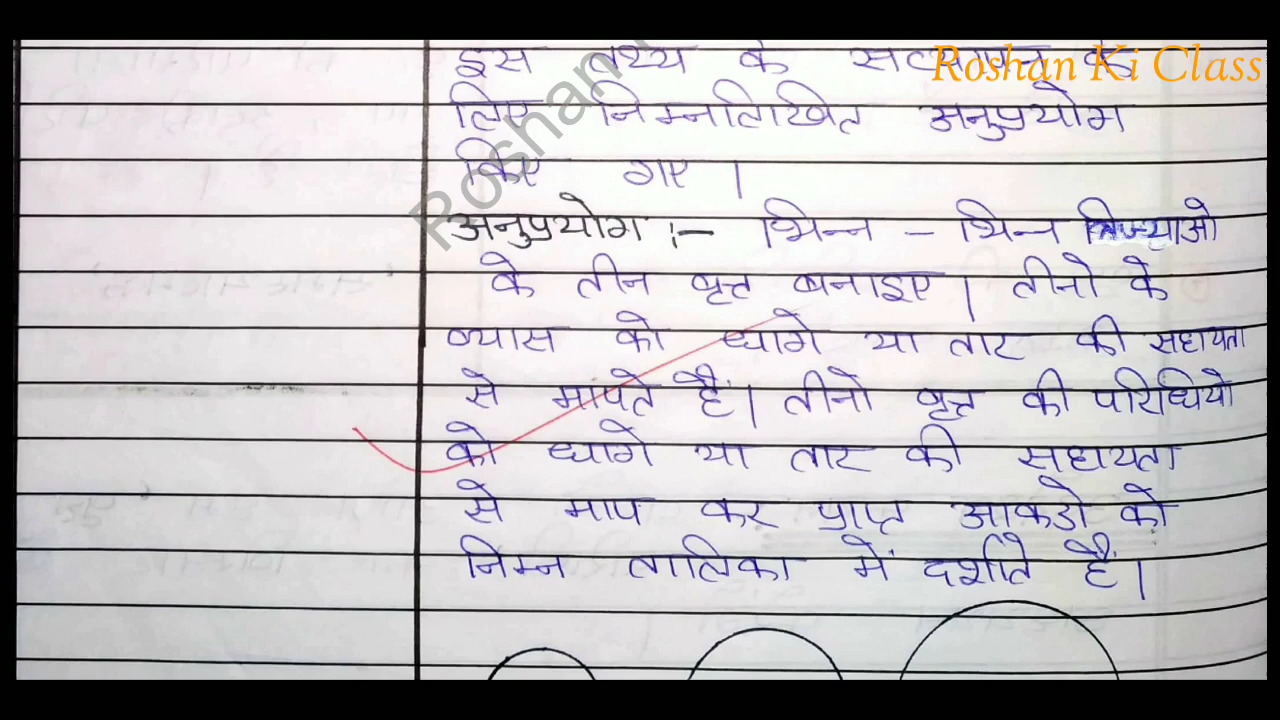 इस तथ्य के सत्यापन के
Roshan Ki Class
लिए निम्नलिखित अनुप्रयोग
किए गए।
Roshan
अनुप्रयोग :- भिन्न - भिन्न त्रिज्याओ
के तीन वृत्त बनाइए। तीनो के
व्यास को धागे या तार की सहायता
से मापते हैं। तीनो वृत्त की परिधियो
को धागे या तार की सहायता
से माप कर प्राप्त आकडो को
निम्न तालिका में दर्शाते हैं।